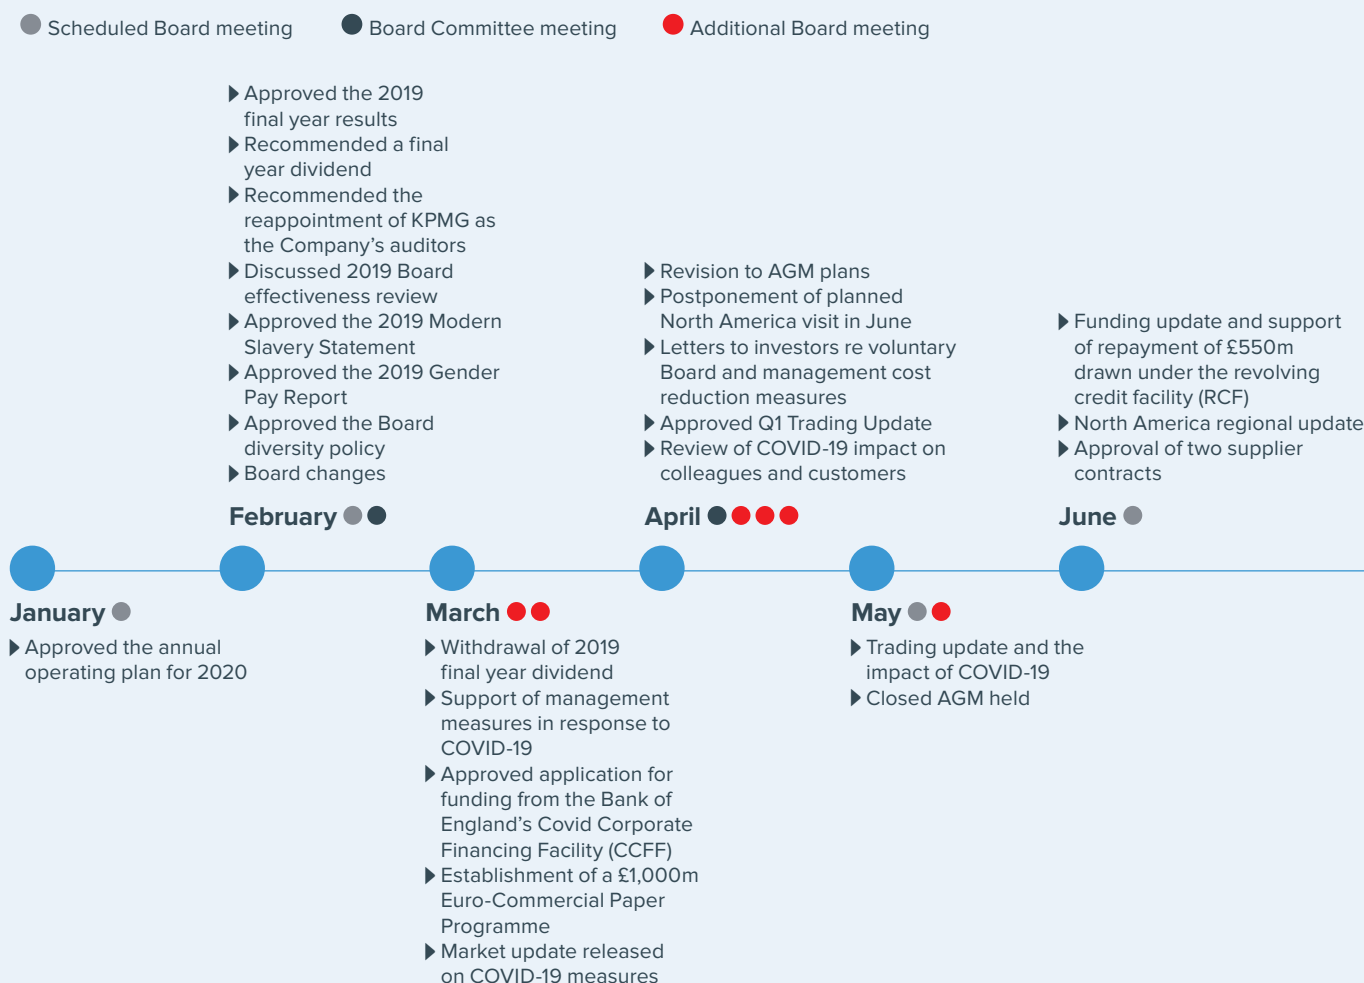 Scheduled Board meeting
Board Committee meeting
Additional Board meeting
Approved the 2019
final year results
Recommended a final
year dividend
Recommended the
reappointment of KPMG as
the Company’s auditors
Discussed 2019 Board
effectiveness review
Approved the 2019 Modern
Slavery Statement
Approved the 2019 Gender
Pay Report
Approved the Board
diversity policy
Board changes
February
Revision to AGM plans
Postponement of planned
North America visit in June
Letters to investors re voluntary
Board and management cost
reduction measures
Approved Q1 Trading Update
Review of COVID-19 impact on
colleagues and customers
April
Funding update and support
of repayment of £550m
drawn under the revolving
credit facility (RCF)
North America regional update
Approval of two supplier
contracts
June
January
Approved the annual
operating plan for 2020
March
Withdrawal of 2019
final year dividend
Support of management
measures in response to
COVID-19
Approved application for
funding from the Bank of
England’s Covid Corporate
Financing Facility (CCFF)
Establishment of a £1,000m
Euro-Commercial Paper
Programme
Market update released
on COVID-19 measures
May
Trading update and the
impact of COVID-19
Closed AGM held